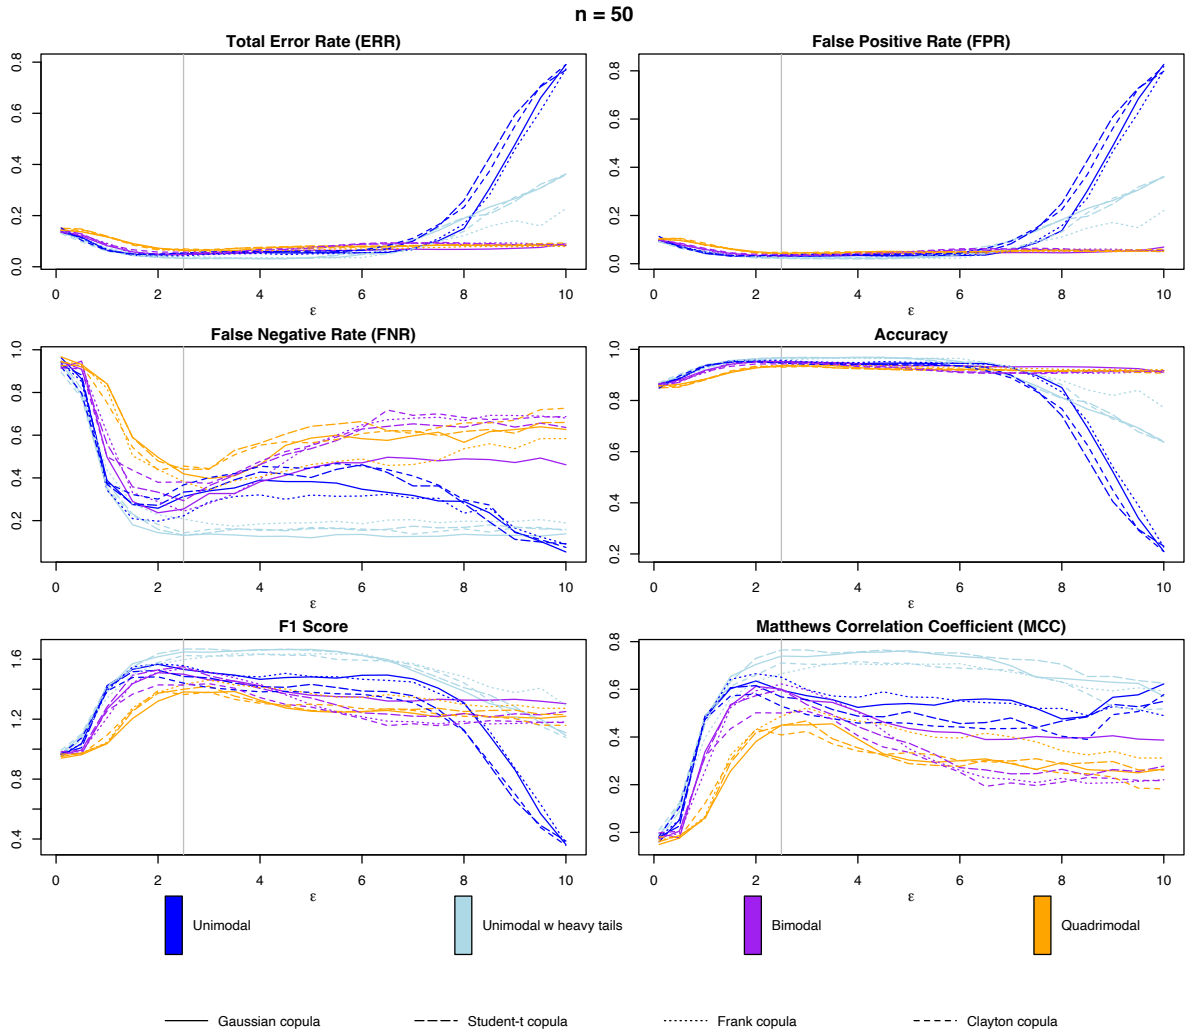 n = 50
Total Error Rate (ERR)
0.0 0.2 0.4 0.6 0.8
0 2 4 6 8 10
ε
False Positive Rate (FPR)
0.0 0.2 0.4 0.6 0.8
0 2 4 6 8 10
ε
False Negative Rate (FNR)
0.2 0.4 0.6 0.8 1.0
0 2 4 6 8 10
ε
Accuracy
0.2 0.4 0.6 0.8 1.0
0 2 4 6 8 10
ε
F1 Score
0.4 0.8 1.2 1.6
0 2 4 6 8 10
ε
Matthews Correlation Coefficient (MCC)
0.0 0.2 0.4 0.6 0.8
0 2 4 6 8 10
ε
Unimodal Unimodal w heavy tails Bimodal Quadrimodal
Gaussian copula Student-t copula Frank copula Clayton copula